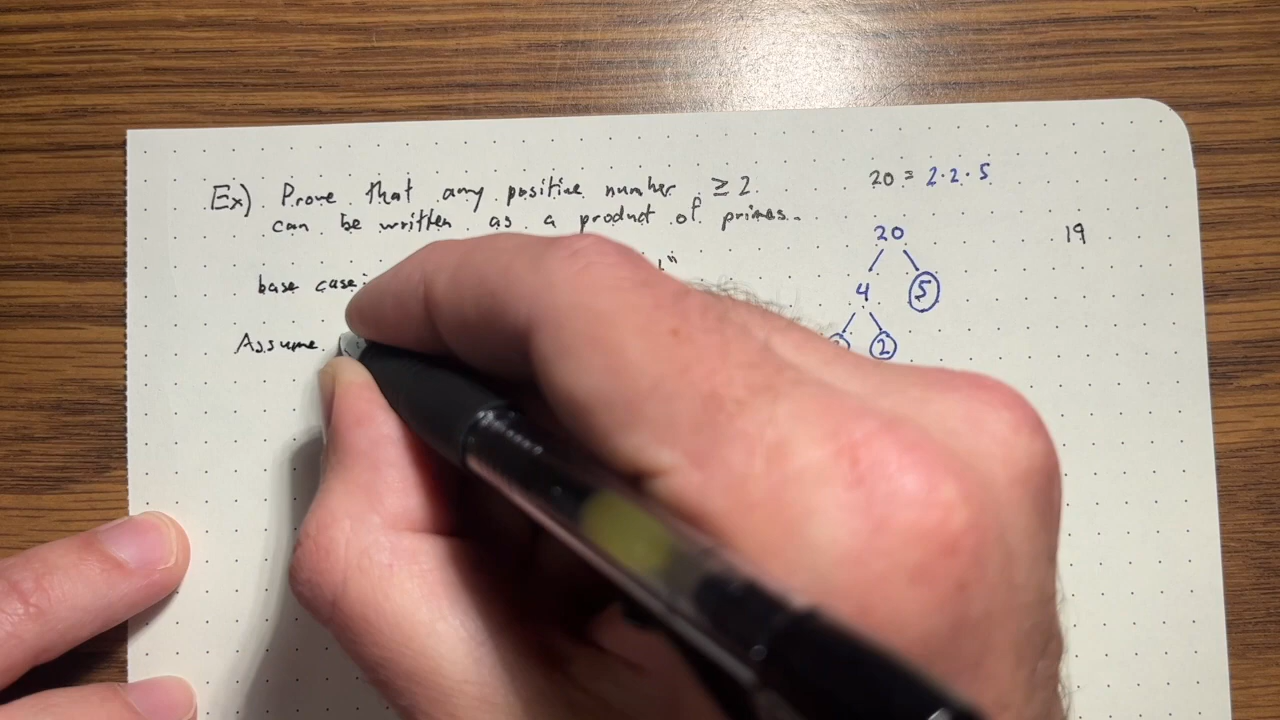 Ex) Prove that any positive number ≥ 2
can be written as a product of primes.
base case:
Assume
20 = 2·2·5
20
4 5
2
19